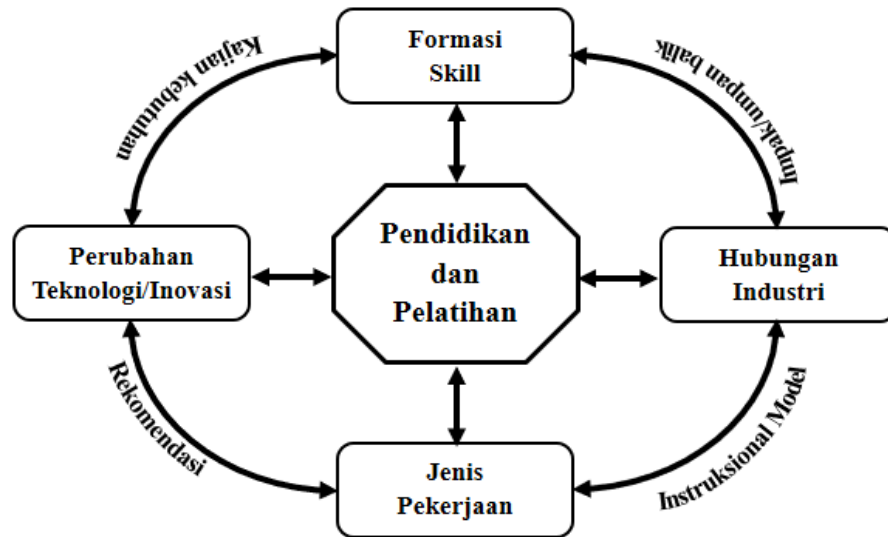 Formasi
Skill
Kajian kebutuhan
Impak/umpan balik
Pendidikan
dan
Pelatihan
Perubahan
Teknologi/Inovasi
Hubungan
Industri
Rekomendasi
Instruksional Model
Jenis
Pekerjaan